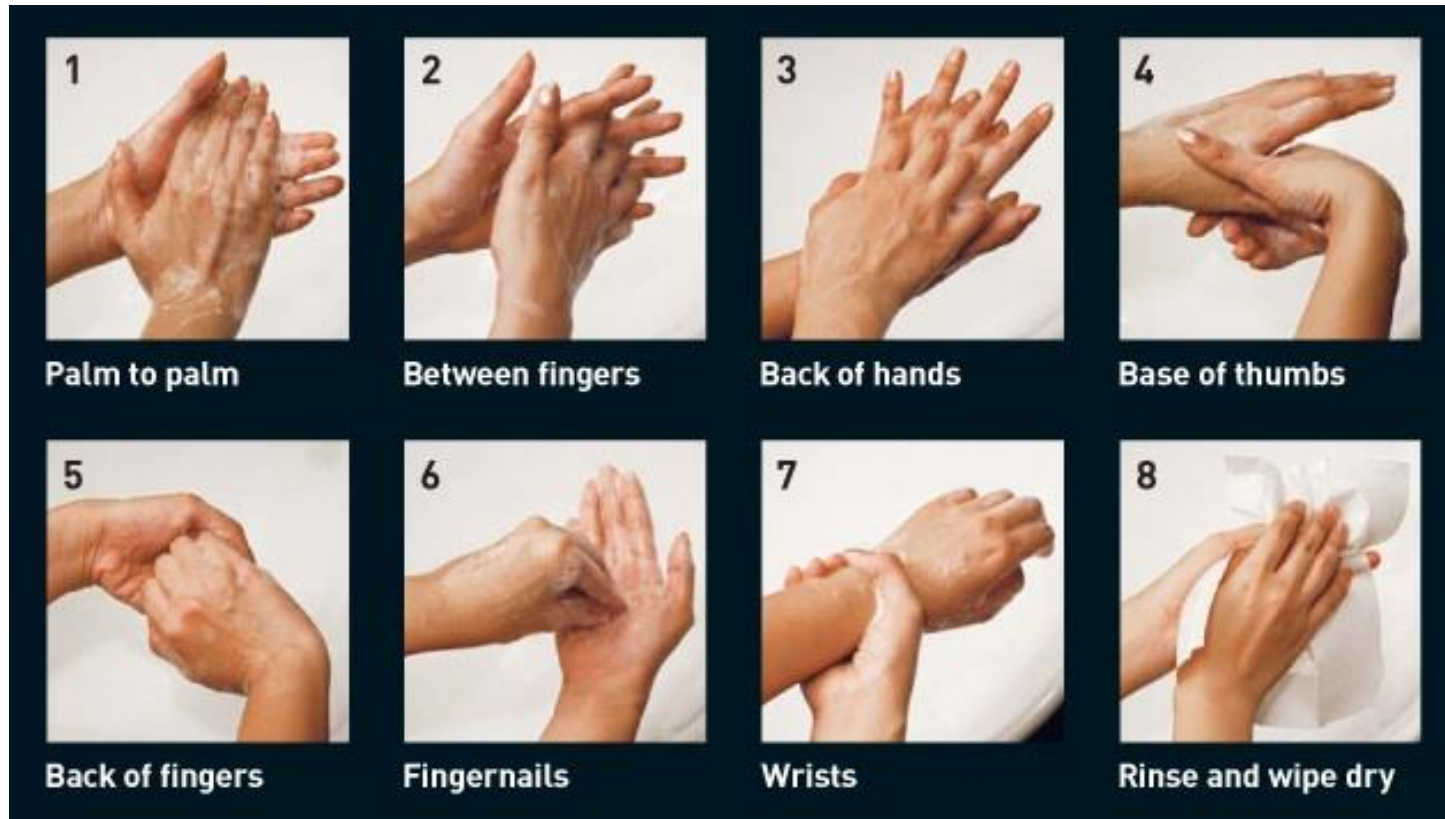 1
Palm to palm
2
Between fingers
3
Back of hands
4
Base of thumbs
5
Back of fingers
6
Fingernails
7
Wrists
8
Rinse and wipe dry